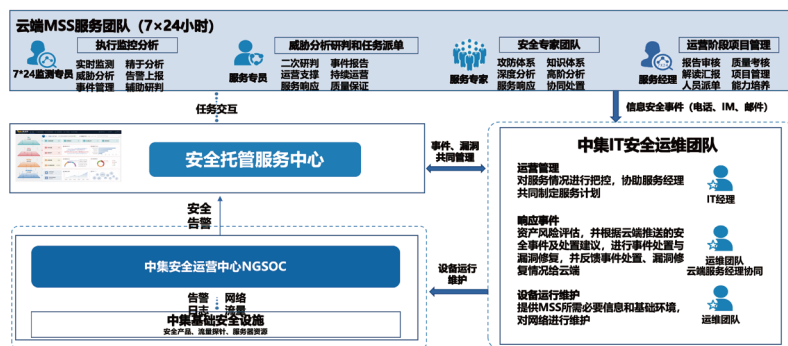 云端MSS服务团队（7×24小时）
执行监控分析
7*24监测专员
实时监测 精于分析
威胁分析 告警上报
事件管理 辅助研判
威胁分析研判和任务派单
服务专员
二次研判 事件报告
运营支撑 持续运营
服务响应 质量保证
安全专家团队
服务专家
攻防体系 知识体系
深度分析 高阶分析
服务响应 协同处置
运营阶段项目管理
服务经理
报告审核 质量考核
解读汇报 项目管理
人员派单 能力培养
任务交互
信息安全事件（电话、IM、邮件）
安全托管服务中心
事件、漏洞
共同管理
安全
告警
中集安全运营中心NGSOC
告警 网络
日志 流量
中集基础安全设施
安全产品、流量探针、服务器资源
设备运行
维护
中集IT安全运维团队
运营管理
对服务情况进行把控，协助服务经理
共同制定服务计划
IT经理
响应事件
资产风险评估，并根据云端推送的安
全事件及处置建议，进行事件处置与
漏洞修复，并反馈事件处置、漏洞修
复情况给云端
运维团队
云端服务经理协同
设备运行维护
提供MSS所需必要信息和基础环境，
对网络进行维护
运维团队